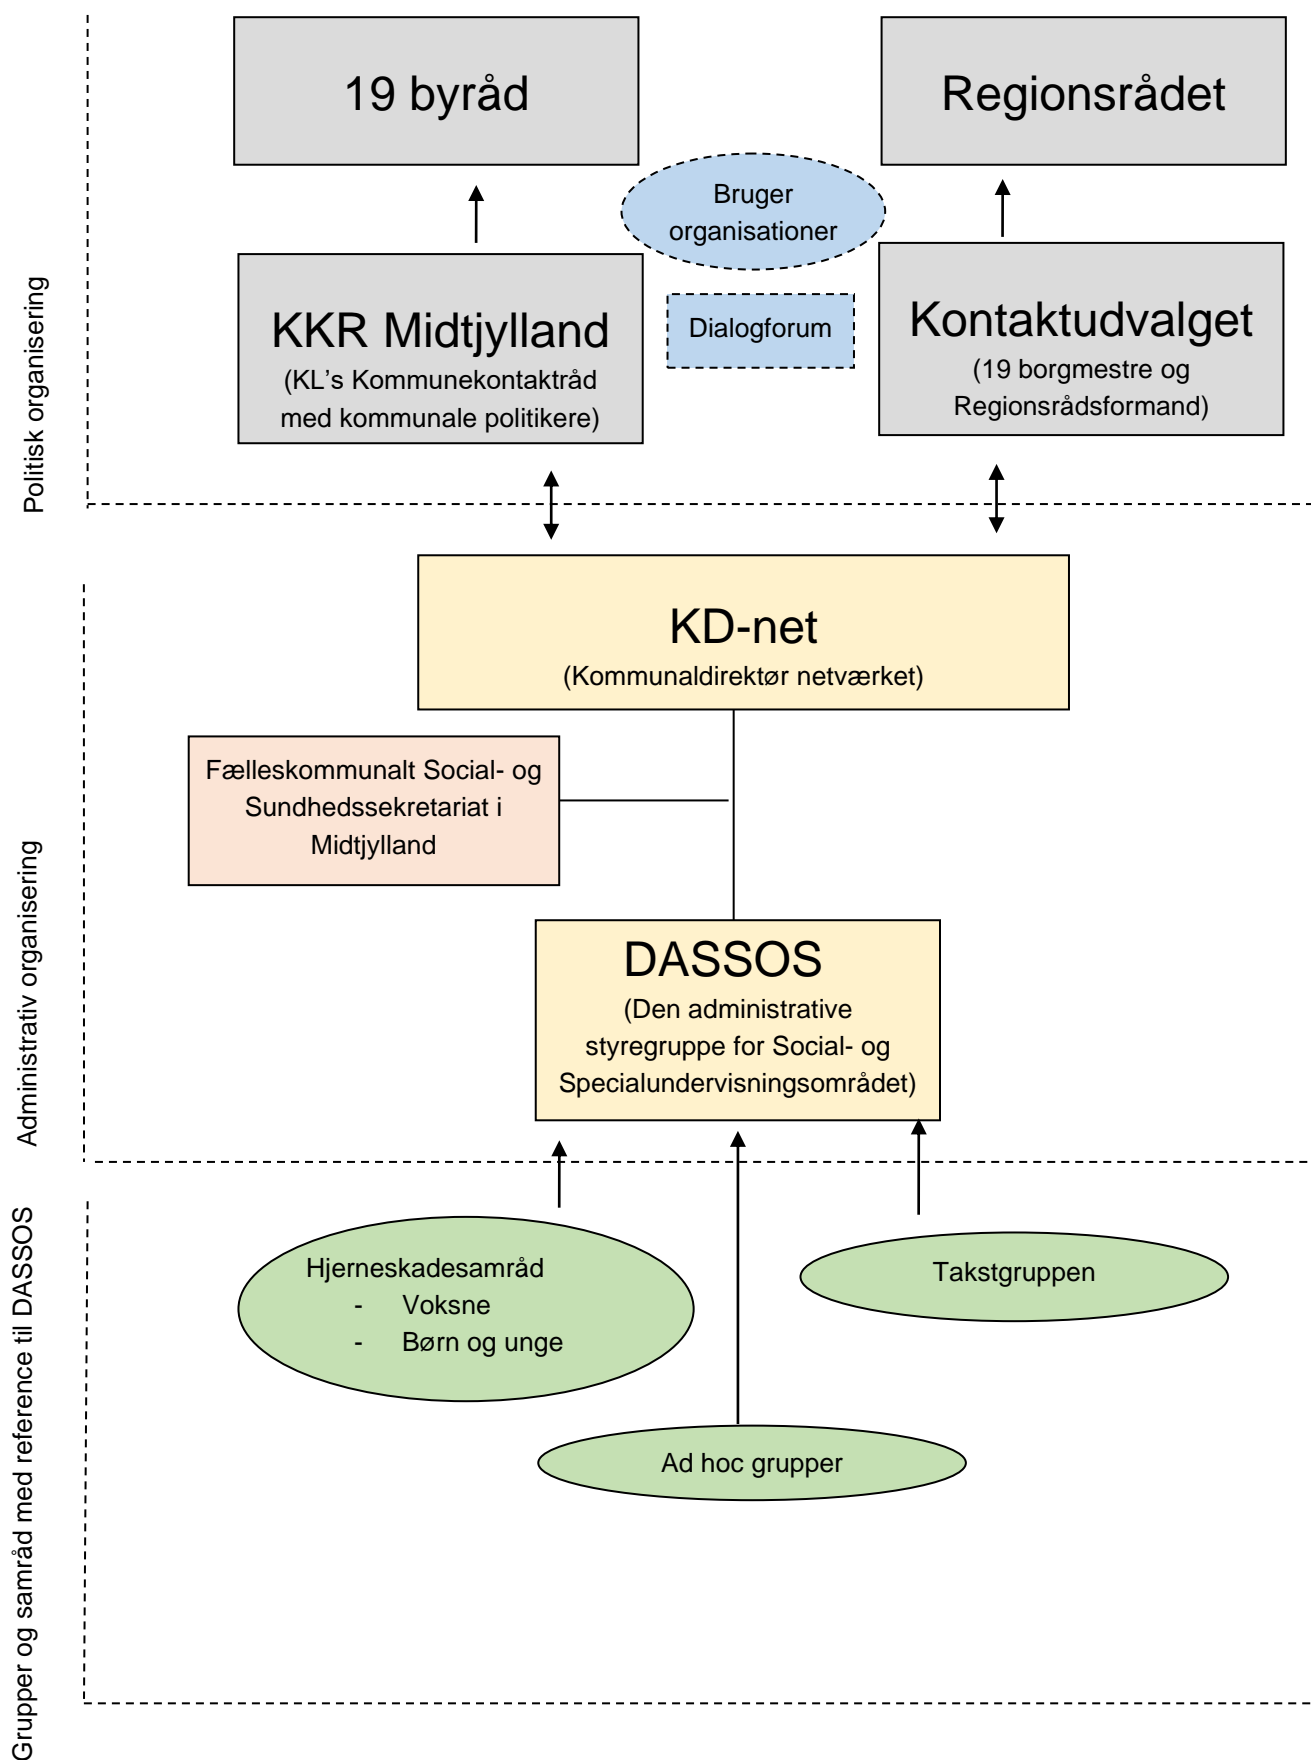 19 byråd
Regionsrådet
Bruger
organisationer
KKR Midtjylland
(KL's Kommunekontaktråd
med kommunale politikere)
Dialogforum
Kontaktudvalget
(19 borgmestre og
Regionsrådsformand)
Politisk organisering
KD-net
(Kommunaldirektør netværket)
Fælleskommunalt Social- og
Sundhedssekretariat i
Midtjylland
DASSOS
(Den administrative
styregruppe for Social- og
Specialundervisningsområdet)
Administrativ organisering
Hjerneskadesamråd
- Voksne
- Børn og unge
Takstgruppen
Ad hoc grupper
Grupper og samråd med reference til DASSOS